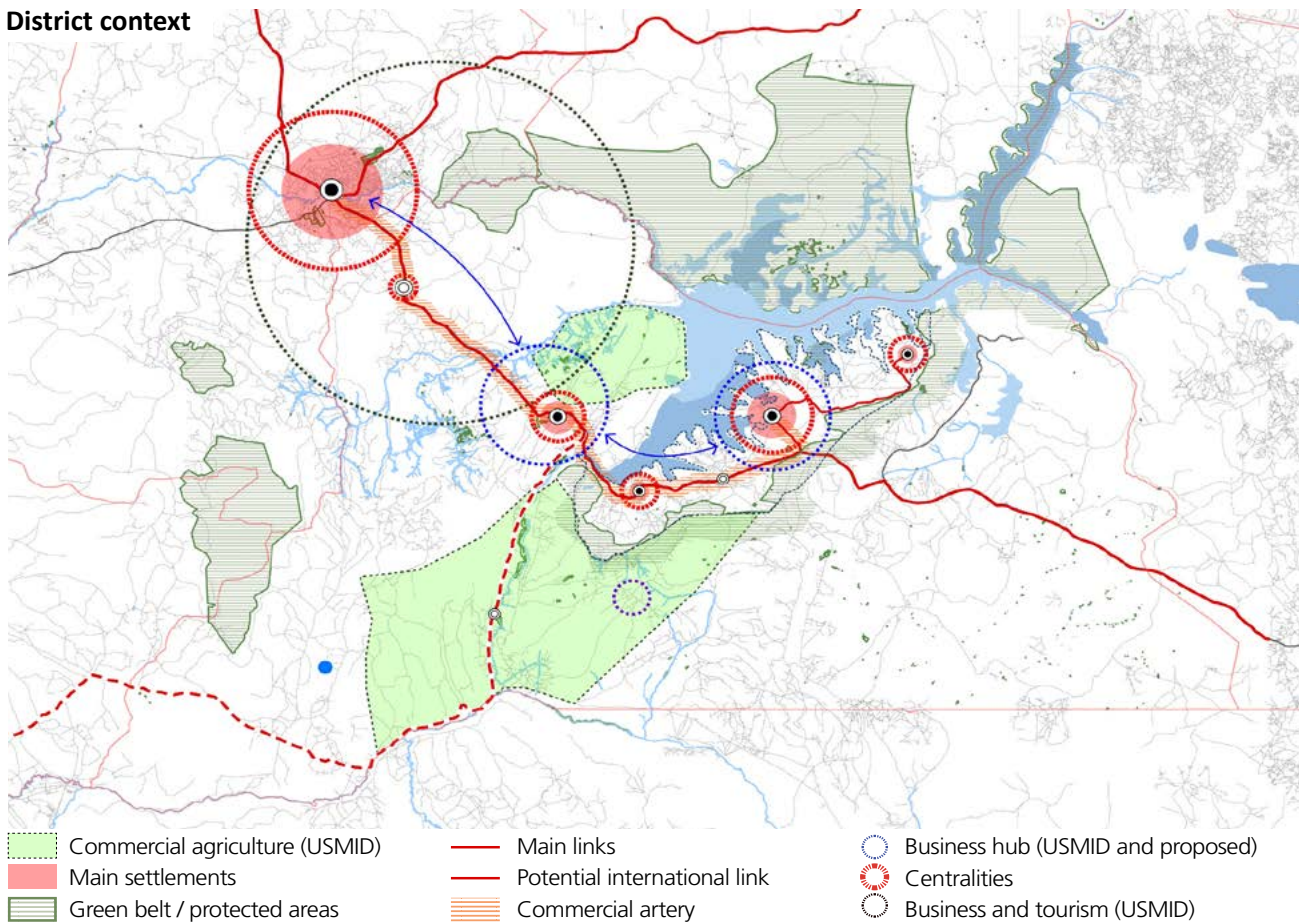 District context
Commercial agriculture (USMID)
Main settlements
Green belt / protected areas
Main links
Potential international link
Commercial artery
Business hub (USMID and proposed)
Centralities
Business and tourism (USMID)